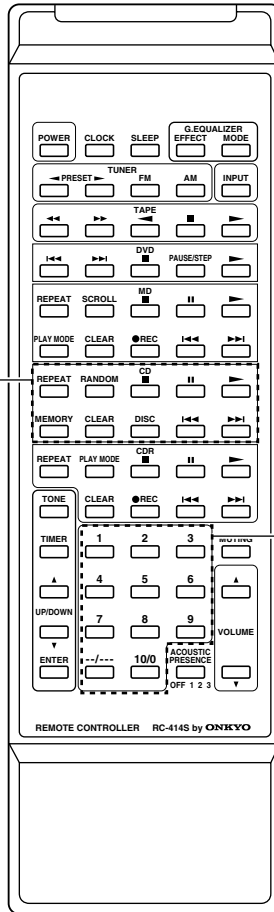 G.EQUALIZER
POWER CLOCK SLEEP EFFECT MODE
TUNER
◄ PRESET ► FM AM INPUT
TAPE
◄◄ ►► ◄ ■ ►
DVD
I◄◄ ►►I ■ PAUSE/STEP ►
MD
REPEAT SCROLL ■ II ►
PLAY MODE CLEAR ●REC I◄◄ ►►I
CD
REPEAT RANDOM ■ II ►
MEMORY CLEAR DISC I◄◄ ►►I
CDR
REPEAT PLAY MODE ■ II ►
TONE CLEAR ●REC I◄◄ ►►I
TIMER 1 2 3 MUTING
▲ 4 5 6 ▲
UP/DOWN
7 8 9 VOLUME
▼
ENTER --/--- 10/0 ACOUSTIC
PRESENCE
▼
OFF 1 2 3
REMOTE CONTROLLER RC-414S by ONKYO